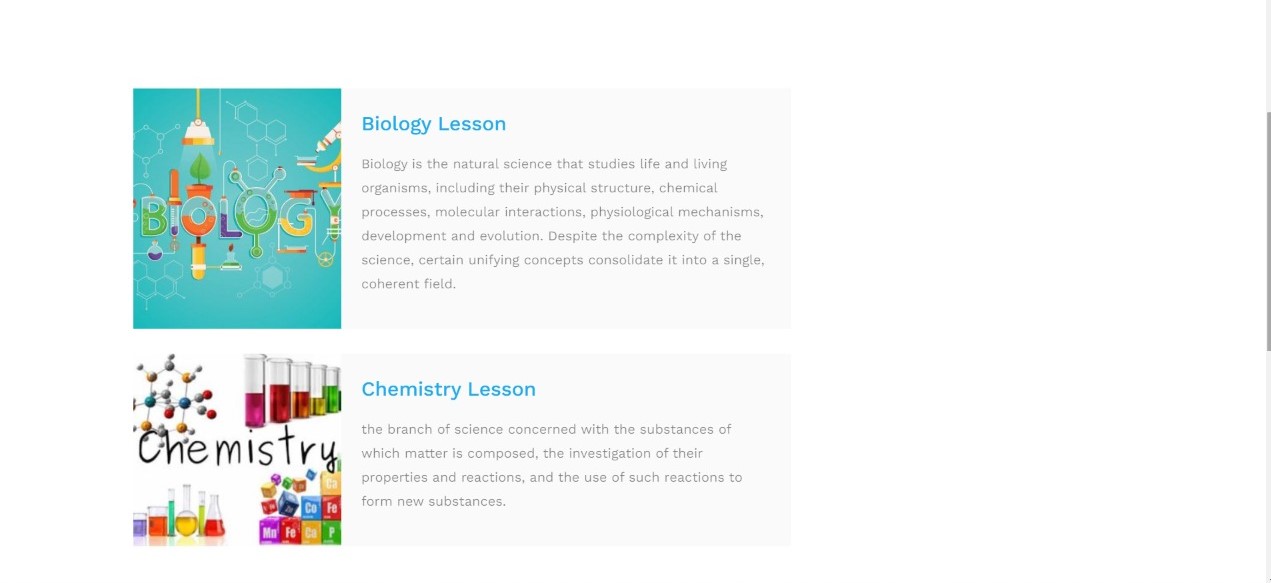 BIOLOGY
Biology Lesson
Biology is the natural science that studies life and living
organisms, including their physical structure, chemical
processes, molecular interactions, physiological mechanisms,
development and evolution. Despite the complexity of the
science, certain unifying concepts consolidate it into a single,
coherent field.
Chemistry
Ca
Co Fe
Mn Fe Ca P
Chemistry Lesson
the branch of science concerned with the substances of
which matter is composed, the investigation of their
properties and reactions, and the use of such reactions to
form new substances.